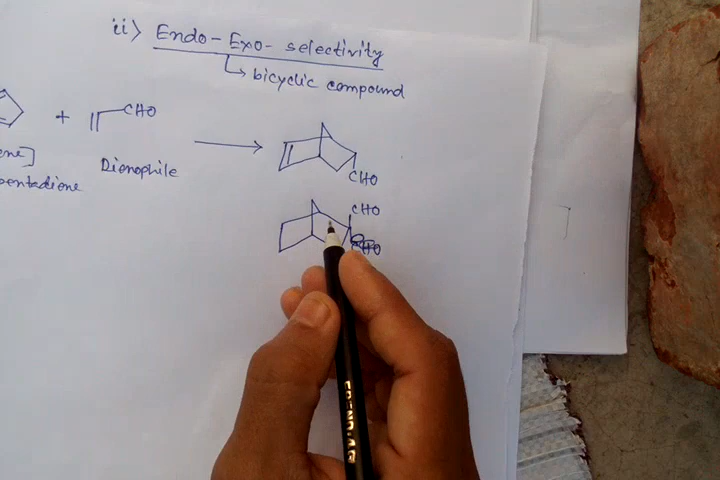 ii> Endo-Exo-selectivity
↳ bicyclic compound
+ CHO
ene]
pentadiene
Dienophile
CHO
CHO